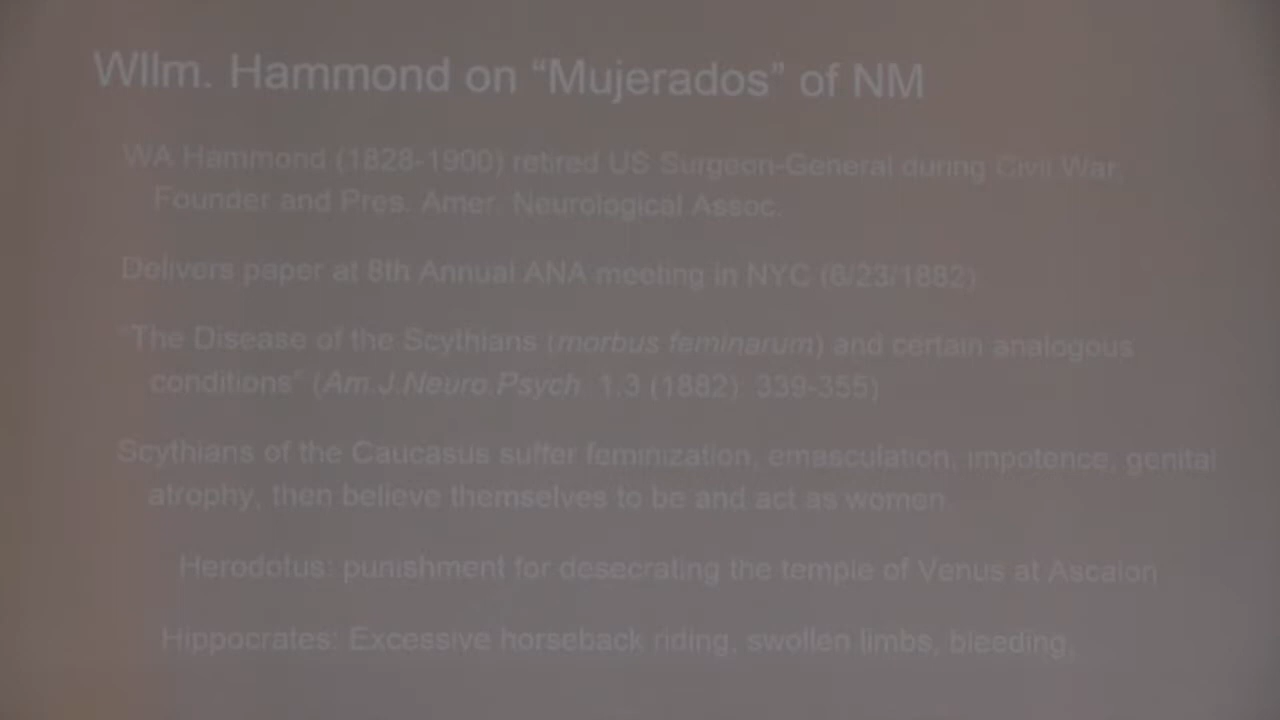 WIlm. Hammond on “Mujerados” of NM
WA Hammond (1828-1900) retired US Surgeon-General during Civil War,
Founder and Pres. Amer. Neurological Assoc.
Delivers paper at 8th Annual ANA meeting in NYC (6/23/1882)
“The Disease of the Scythians (morbus feminarum) and certain analogous
conditions” (Am.J.Neuro.Psych. 1.3 (1882): 339-355)
Scythians of the Caucasus suffer feminization, emasculation, impotence, genital
atrophy, then believe themselves to be and act as women.
Herodotus: punishment for desecrating the temple of Venus at Ascalon
Hippocrates: Excessive horseback riding, swollen limbs, bleeding,